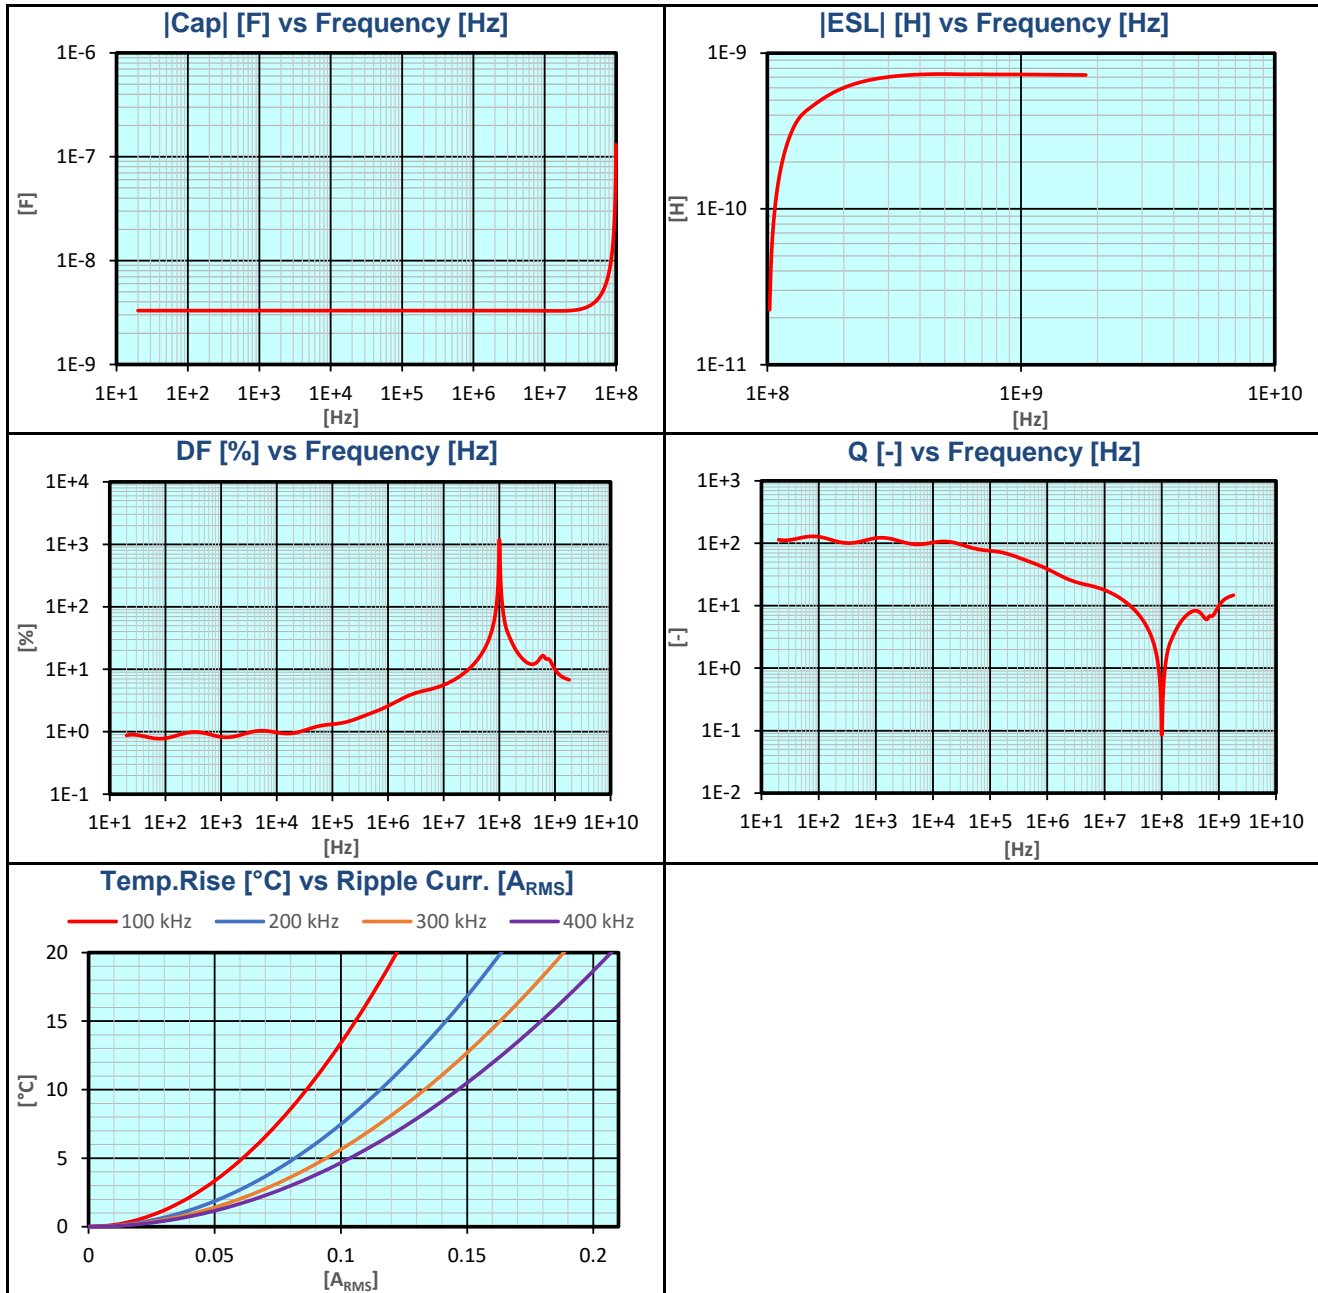 |Cap| [F] vs Frequency [Hz]
1E-6
1E-7
1E-8
1E-9
[F]
1E+1 1E+2 1E+3 1E+4 1E+5 1E+6 1E+7 1E+8
[Hz]
|ESL| [H] vs Frequency [Hz]
1E-9
1E-10
1E-11
[H]
1E+8 1E+9 1E+10
[Hz]
DF [%] vs Frequency [Hz]
1E+4
1E+3
1E+2
1E+1
1E+0
1E-1
[%]
1E+1 1E+2 1E+3 1E+4 1E+5 1E+6 1E+7 1E+8 1E+9 1E+10
[Hz]
Q [-] vs Frequency [Hz]
1E+3
1E+2
1E+1
1E+0
1E-1
1E-2
[-]
1E+1 1E+2 1E+3 1E+4 1E+5 1E+6 1E+7 1E+8 1E+9 1E+10
[Hz]
Temp.Rise [°C] vs Ripple Curr. [ARMS]
100 kHz 200 kHz 300 kHz 400 kHz
20
15
10
5
0
[°C]
0 0.05 0.1 0.15 0.2
[ARMS]